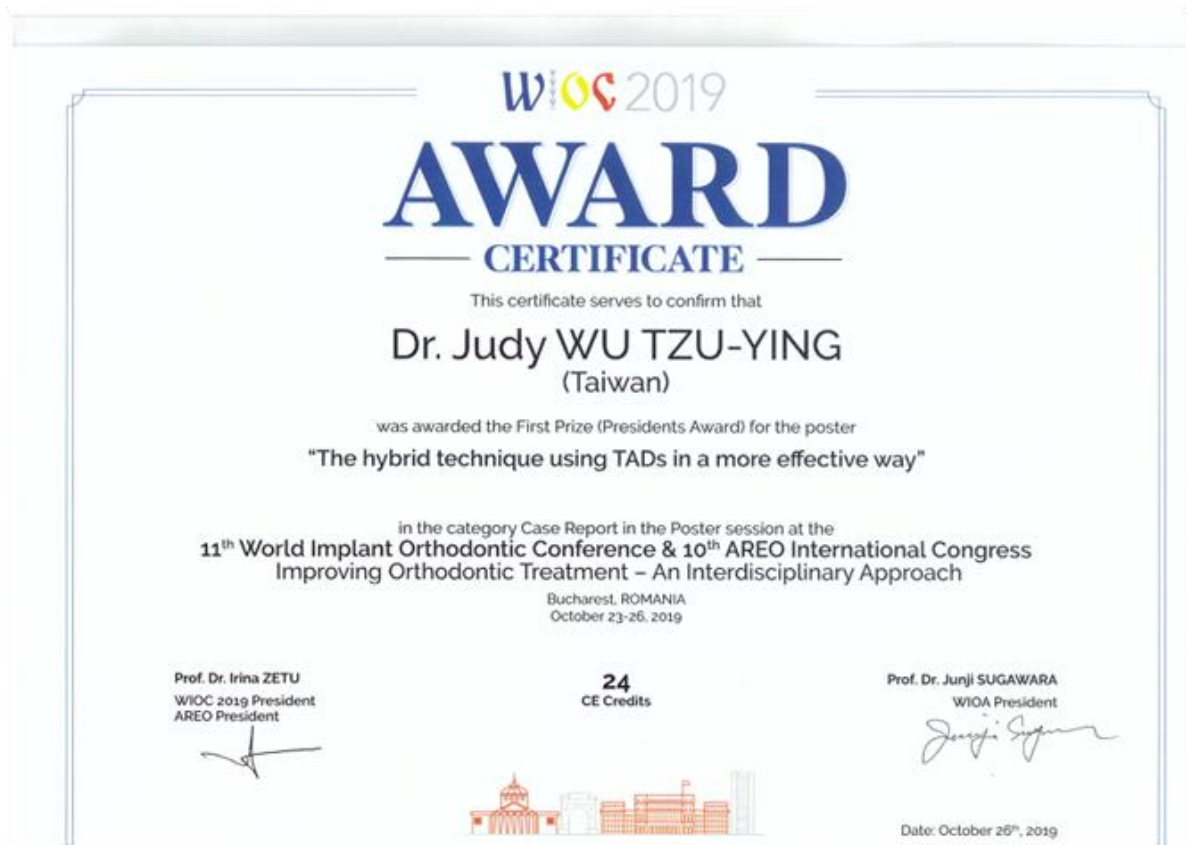 WIOC 2019
AWARD
CERTIFICATE
This certificate serves to confirm that
Dr. Judy WU TZU-YING
(Taiwan)
was awarded the First Prize (Presidents Award) for the poster
"The hybrid technique using TADs in a more effective way"
in the category Case Report in the Poster session at the
11th World Implant Orthodontic Conference & 10th AREO International Congress
Improving Orthodontic Treatment – An Interdisciplinary Approach
Bucharest, ROMANIA
October 23-26, 2019
Prof. Dr. Irina ZETU
WIOC 2019 President
AREO President
24
CE Credits
Prof. Dr. Junji SUGAWARA
WIOA President
Date: October 26th, 2019